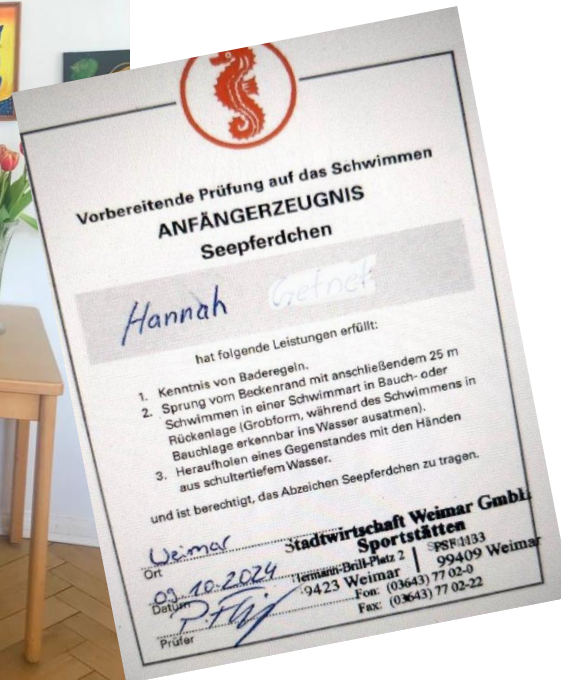 Vorbereitende Prüfung auf das Schwimmen
ANFÄNGERZEUGNIS
Seepferdchen
Hannah
hat folgende Leistungen erfüllt:
1. Kenntnis von Baderegeln.
2. Sprung vom Beckenrand mit anschließendem 25 m
Schwimmen in einer Schwimmart in Bauch- oder
Rückenlage (Grobform, während des Schwimmens in
Bauchlage erkennbar ins Wasser ausatmen).
3. Heraufholen eines Gegenstandes mit den Händen
aus schultertiefem Wasser.
und ist berechtigt, das Abzeichen Seepferdchen zu tragen.
Weimar
Ort
09.10-2024
Datum
Prüfer
Stadtwirtschaft Weimar GmbH
Sportstätten
Hermann-Brill-Platz 2 | PSF 1133
9423 Weimar | 99409 Weimar
Fon: (03643) 77 02-0
Fax: (03643) 77 02-22